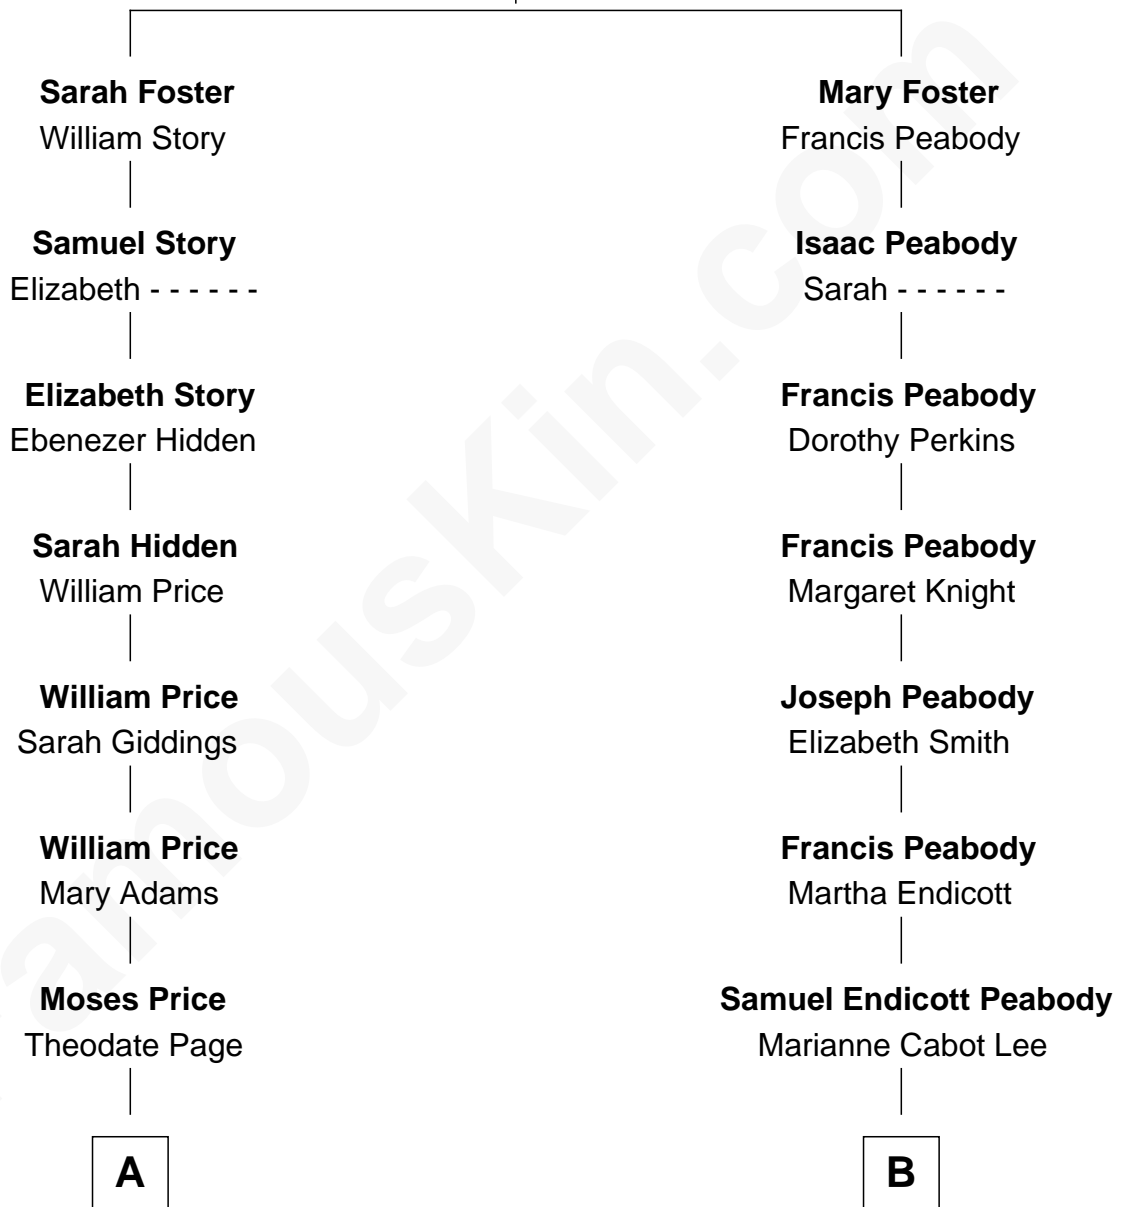 Sarah Foster
William Story
Samuel Story
Elizabeth - - - - - -
Elizabeth Story
Ebenezer Hidden
Sarah Hidden
William Price
William Price
Sarah Giddings
William Price
Mary Adams
Moses Price
Theodate Page
A
Mary Foster
Francis Peabody
Isaac Peabody
Sarah - - - - - -
Francis Peabody
Dorothy Perkins
Francis Peabody
Margaret Knight
Joseph Peabody
Elizabeth Smith
Francis Peabody
Martha Endicott
Samuel Endicott Peabody
Marianne Cabot Lee
B
amouskin.com